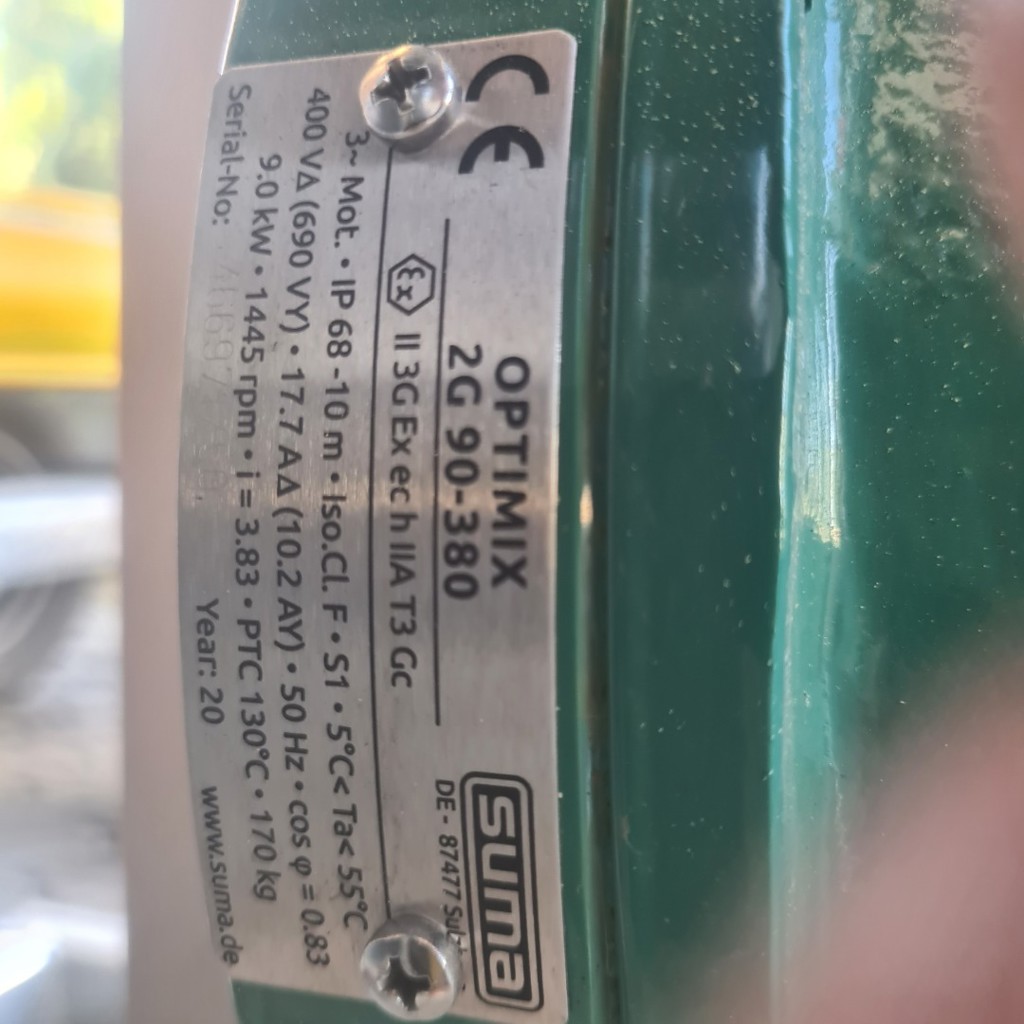 CE
OPTIMIX
2G 90-380
suma
DE - 87477
Ex II 3G Ex ec h IIA T3 Gc
3~ Mot. • IP 68 -10 m • Iso.Cl. F • S1 • 5°C< Ta< 55°C
400 VΔ (690 VY) • 17.7 AΔ (10.2 AY) • 50 Hz • cos φ = 0.83
9.0 kW • 1445 rpm • i = 3.83 • PTC 130°C • 170 kg
Serial-No: Year: 20 www.suma.de